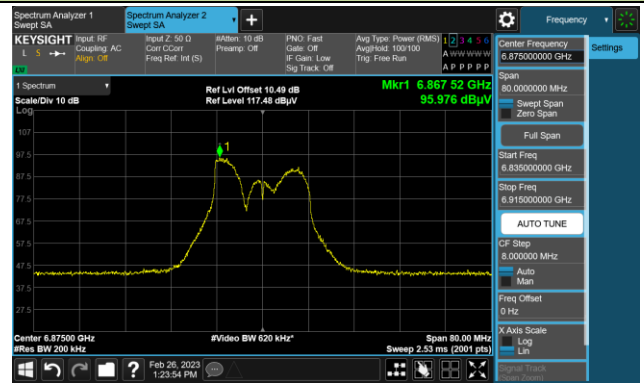 Spectrum Analyzer 1
Swept SA
Spectrum Analyzer 2
Swept SA
Frequency
KEYSIGHT
L S
Input: RF
Coupling: AC
Align: Off
Input Z: 50 Ω
Corr CCorr
Freq Ref: Int (S)
#Atten: 10 dB
Preamp: Off
PNO: Fast
Gate: Off
IF Gain: Low
Sig Track: Off
Avg Type: Power (RMS)
Avg|Hold: 100/100
Trig: Free Run
1 2 3 4 5 6
A W W W W W
A P P P P P
1 Spectrum
Scale/Div 10 dB
Log
Ref Lvl Offset 10.49 dB
Ref Level 117.48 dBµV
Mkr1 6.867 52 GHz
95.976 dBµV
1
107
97.5
87.5
77.5
67.5
57.5
47.5
37.5
27.5
Center 6.87500 GHz
#Res BW 200 kHz
#Video BW 620 kHz*
Span 80.00 MHz
Sweep 2.53 ms (2001 pts)
Feb 26, 2023
1:23:54 PM
Center Frequency
6.875000000 GHz
Settings
Span
80.0000000 MHz
Swept Span
Zero Span
Full Span
Start Freq
6.835000000 GHz
Stop Freq
6.915000000 GHz
AUTO TUNE
CF Step
8.000000 MHz
Auto
Man
Freq Offset
0 Hz
X Axis Scale
Log
Lin
Signal Track
(Span Zoom)